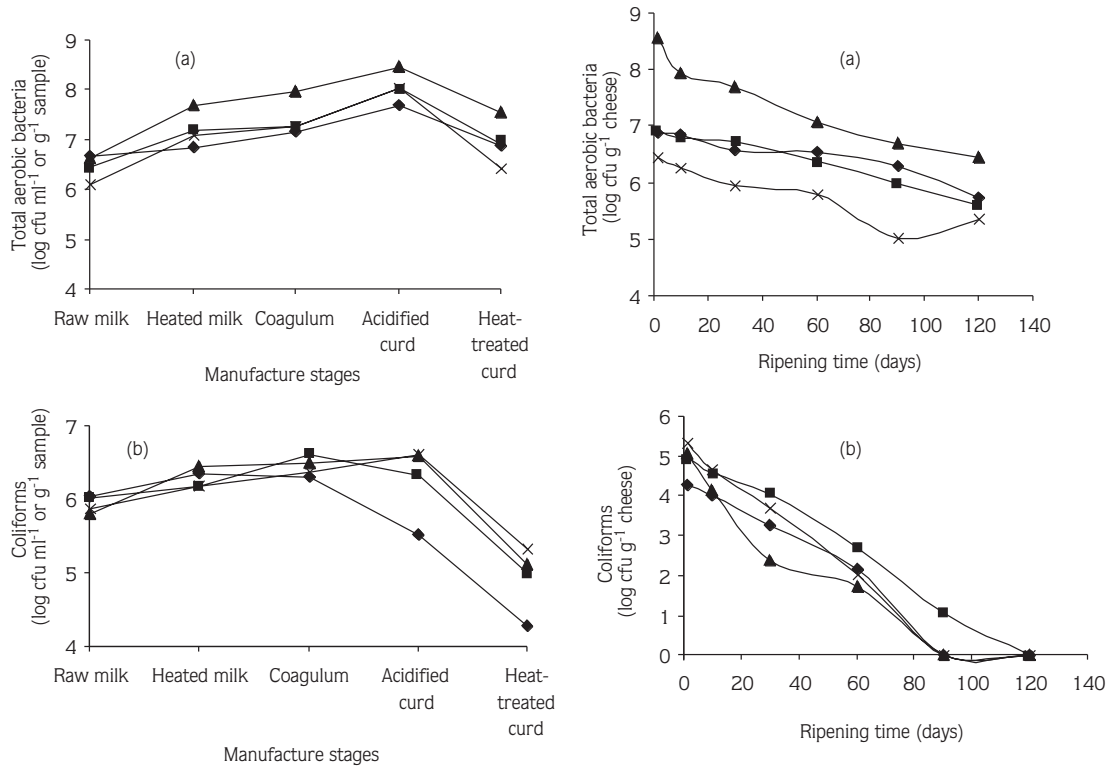 Total aerobic bacteria
(log cfu ml⁻¹ or g⁻¹ sample)
9
8
7
6
5
4
(a)
Raw milk
Heated milk
Coagulum
Acidified
curd
Heat-
treated
curd
Manufacture stages
Total aerobic bacteria
(log cfu g⁻¹ cheese)
9
8
7
6
5
4
(a)
0
20
40
60
80
100
120
140
Ripening time (days)
Coliforms
(log cfu ml⁻¹ or g⁻¹ sample)
7
6
5
4
(b)
Raw milk
Heated milk
Coagulum
Acidified
curd
Heat-
treated
curd
Manufacture stages
Coliforms
(log cfu g⁻¹ cheese)
6
5
4
3
2
1
0
(b)
0
20
40
60
80
100
120
140
Ripening time (days)